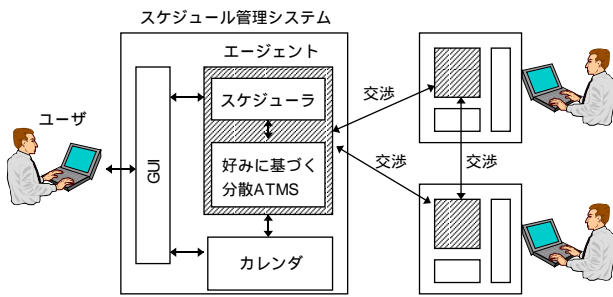 スケジュール管理システム
エージェント
スケジューラ
ユーザ
GUI
好みに基づく
分散ATMS
カレンダ
交渉
交渉
交渉